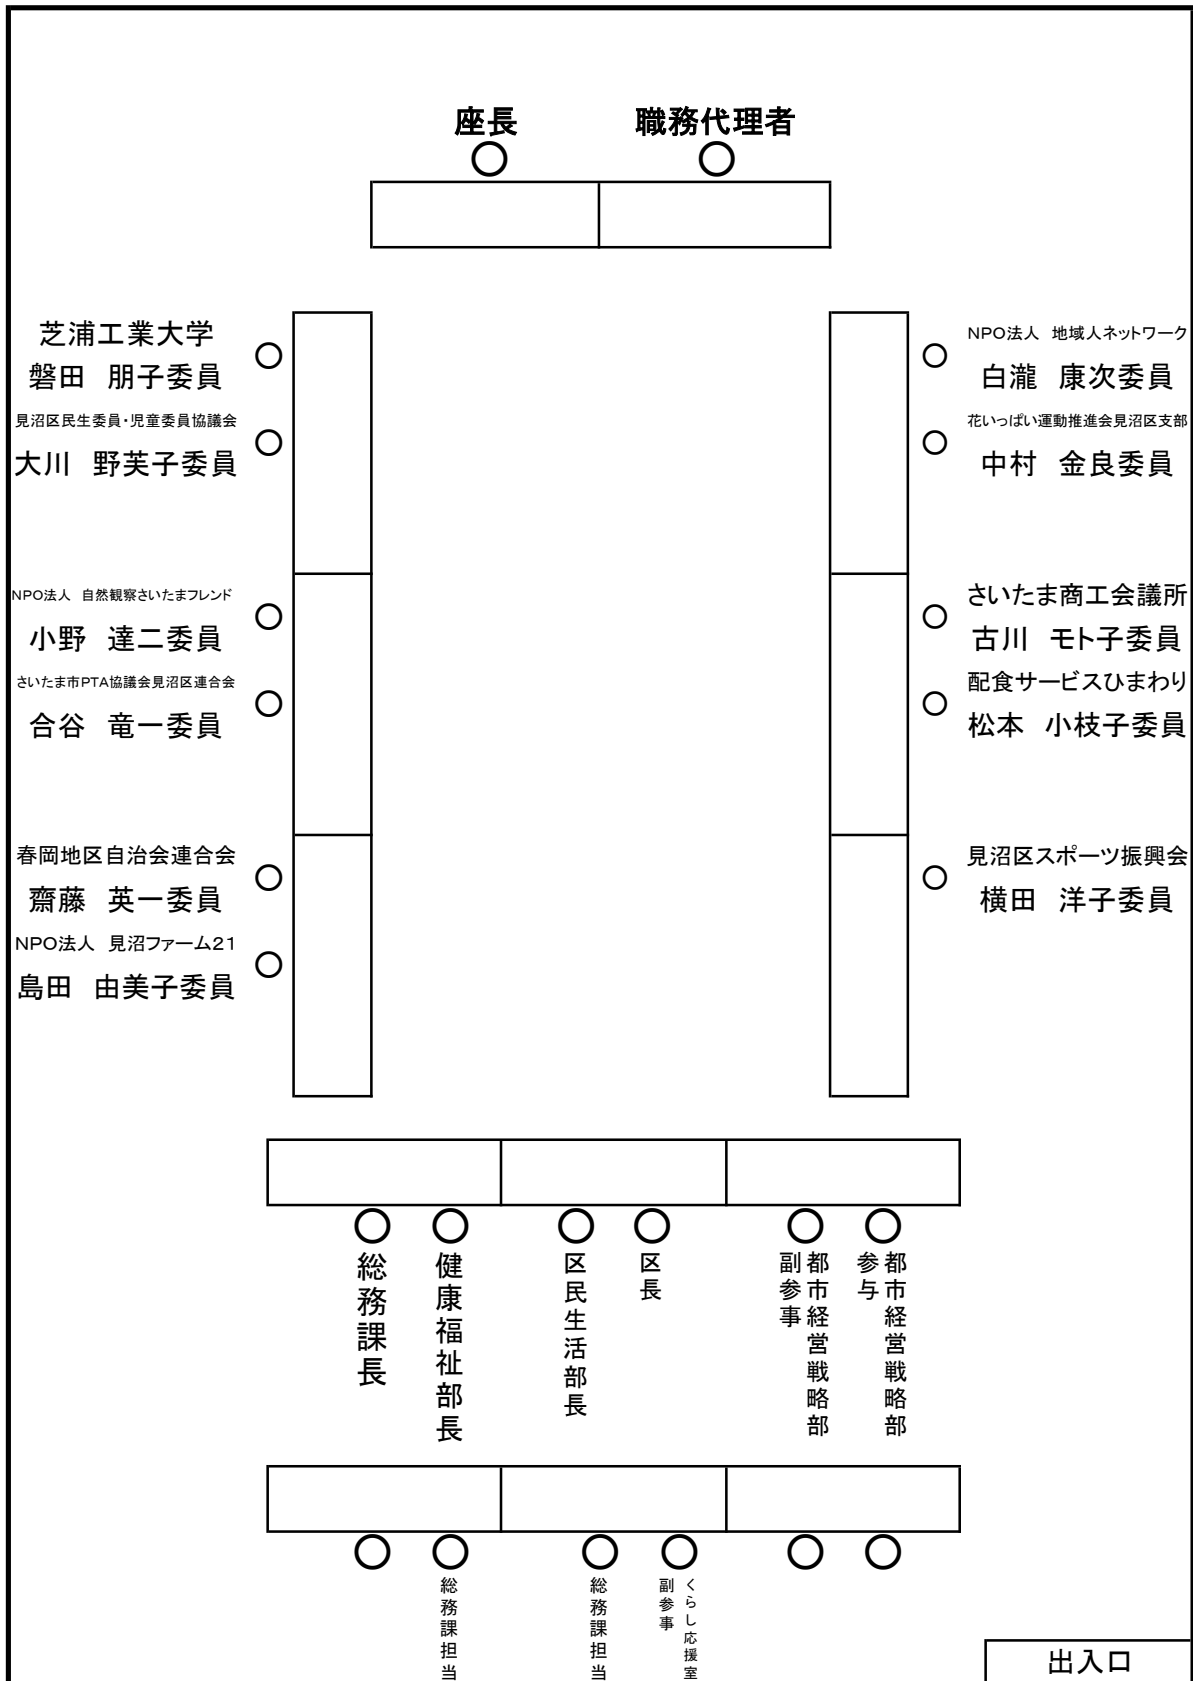 座長
職務代理者
芝浦工業大学
磐田　朋子委員
見沼区民生委員・児童委員協議会
大川　野芙子委員
NPO法人　自然観察さいたまフレンド
小野　達二委員
さいたま市PTA協議会見沼区連合会
合谷　竜一委員
春岡地区自治会連合会
齋藤　英一委員
NPO法人　見沼ファーム21
島田　由美子委員
NPO法人　地域人ネットワーク
白瀧　康次委員
花いっぱい運動推進会見沼区支部
中村　金良委員
さいたま商工会議所
古川　モト子委員
配食サービスひまわり
松本　小枝子委員
見沼区スポーツ振興会
横田　洋子委員
総務課長
健康福祉部長
区民生活部長
区長
都市経営戦略部
副参事
都市経営戦略部
参与
総務課担当
総務課担当
くらし応援室
副参事
出入口